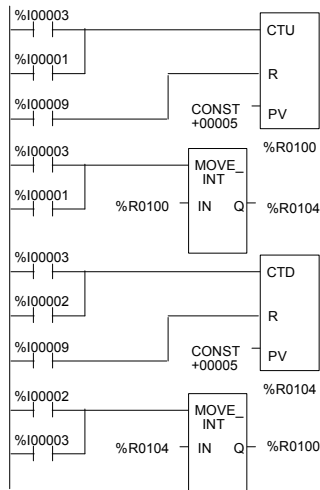 %I00003
CTU
%I00001
R
%I00009
CONST
+00005
PV
%R0100
%I00003
MOVE_
INT
%I00001
%R0100 IN Q %R0104
%I00003
CTD
%I00002
R
%I00009
CONST
+00005
PV
%R0104
%I00002
MOVE_
INT
%I00003
%R0104 IN Q %R0100